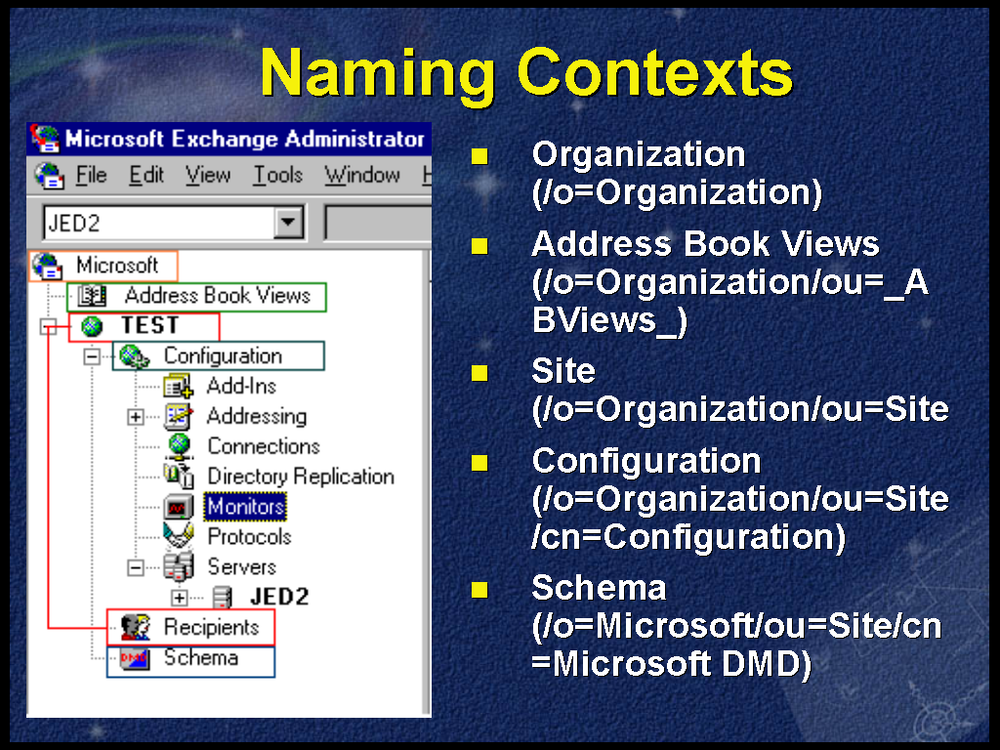 Naming Contexts
Microsoft Exchange Administrator
File Edit View Tools Window H
JED2
Microsoft
Address Book Views
TEST
Configuration
Add-Ins
Addressing
Connections
Directory Replication
Monitors
Protocols
Servers
JED2
Recipients
DMD Schema
Organization
(/o=Organization)
Address Book Views
(/o=Organization/ou=_A
BViews_)
Site
(/o=Organization/ou=Site
Configuration
(/o=Organization/ou=Site
/cn=Configuration)
Schema
(/o=Microsoft/ou=Site/cn
=Microsoft DMD)